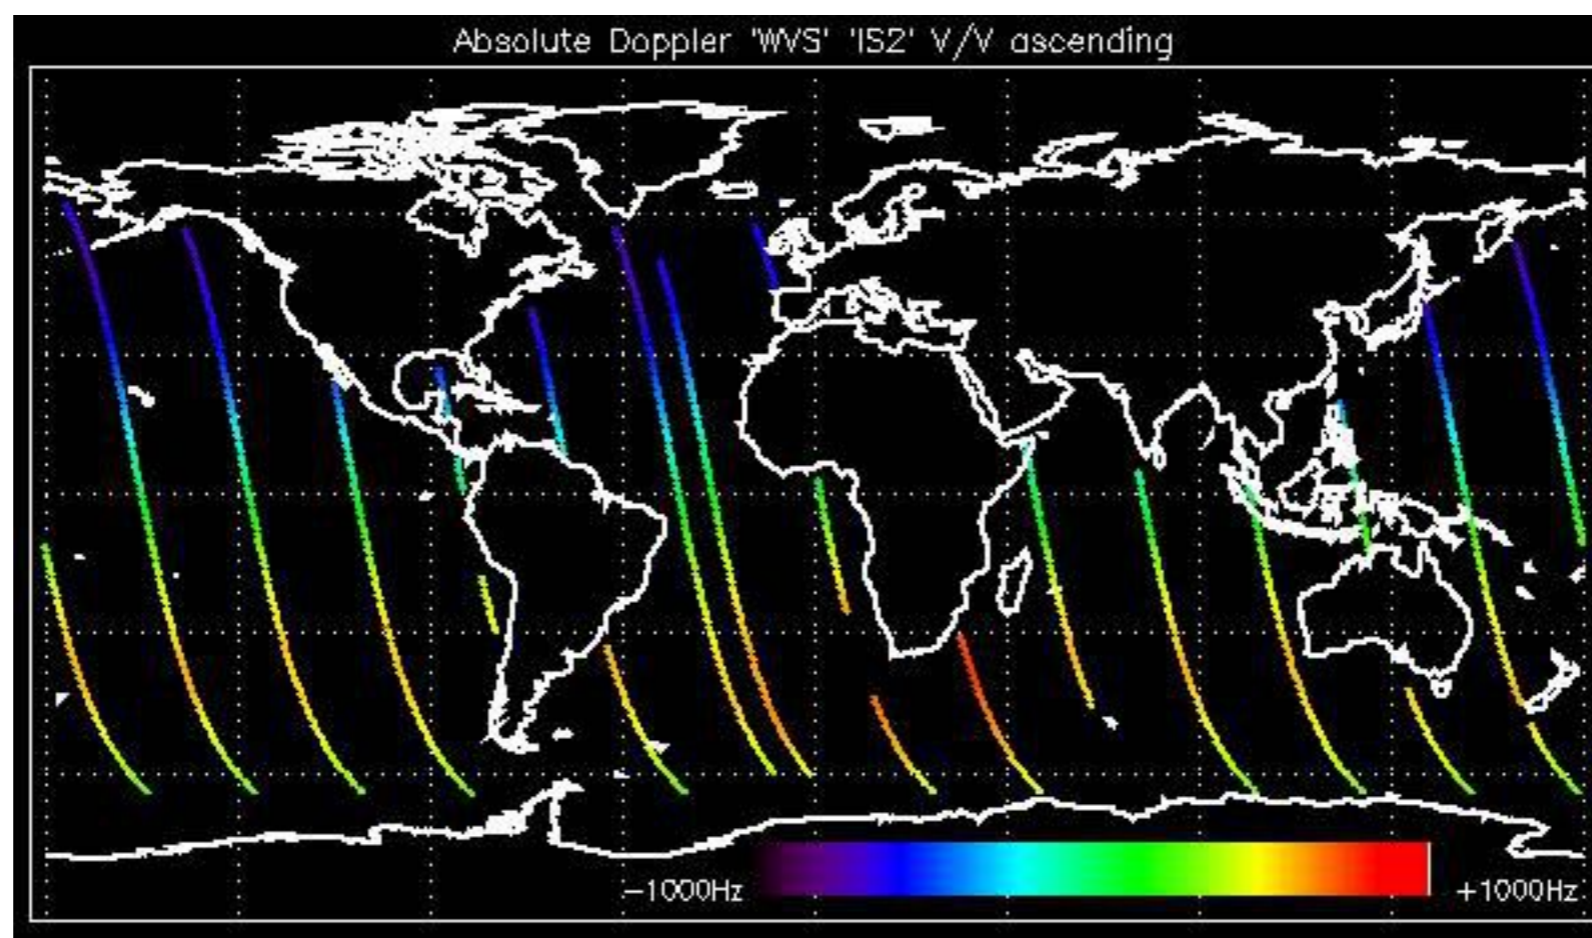 Absolute Doppler 'WVS' 'IS2' V/V ascending
-1000Hz
+1000Hz